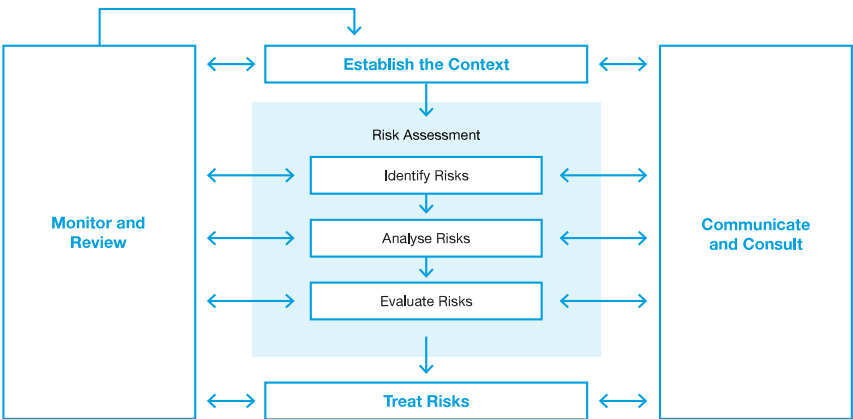 Establish the Context
Risk Assessment
Identify Risks
Monitor and
Review
Analyse Risks
Communicate
and Consult
Evaluate Risks
Treat Risks